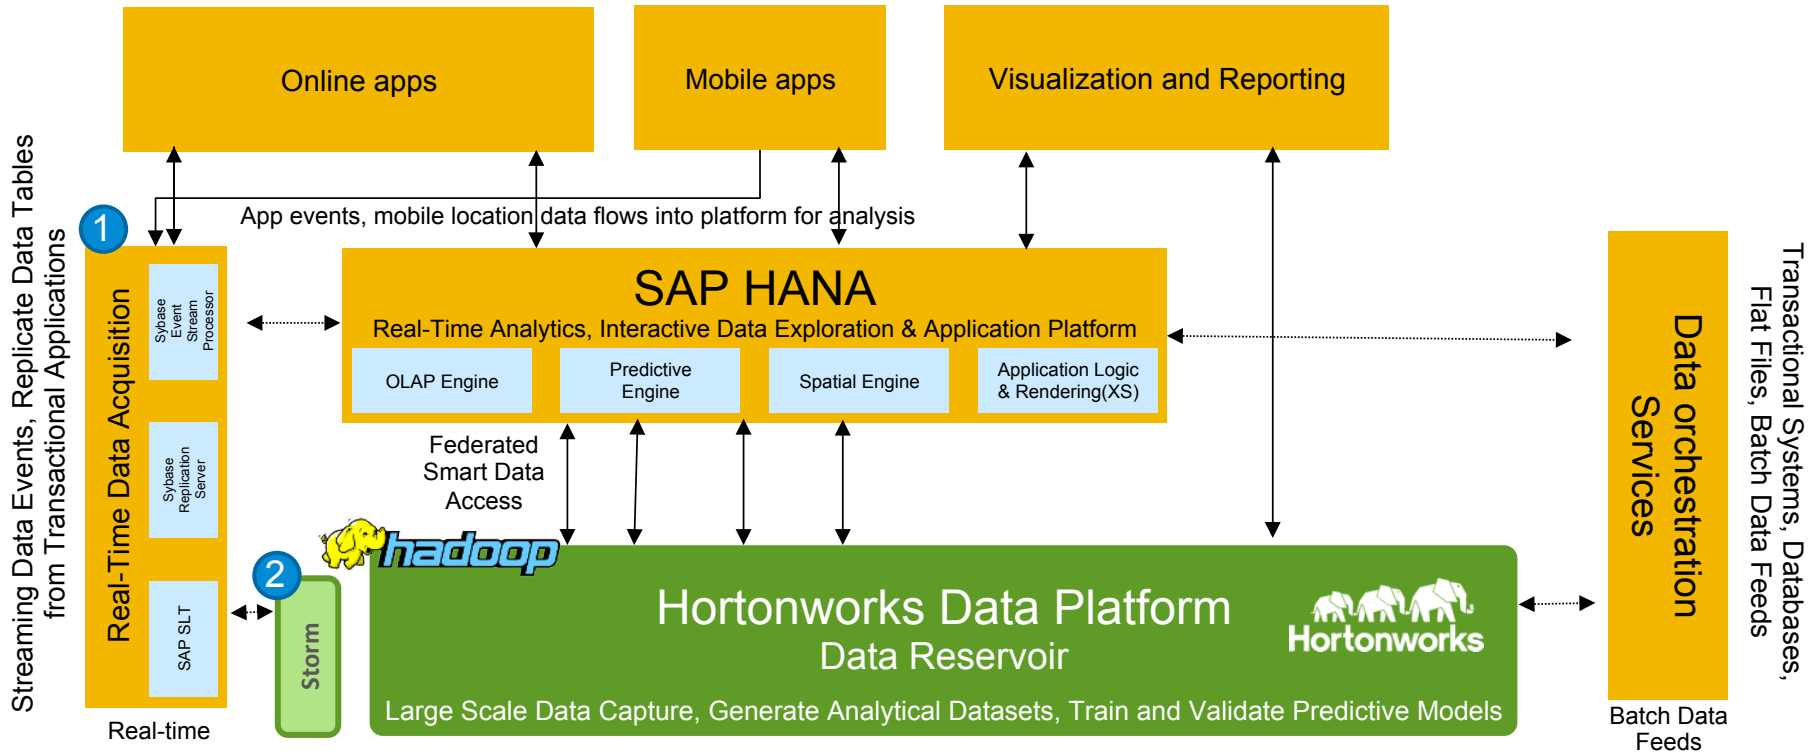 Online apps
Mobile apps
Visualization and Reporting
Streaming Data Events, Replicate Data Tables
from Transactional Applications
App events, mobile location data flows into platform for analysis
1
Real-Time Data Acquisition
Sybase
Event
Stream
Processor
Sybase
Replication
Server
SAP SLT
Real-time
SAP HANA
Real-Time Analytics, Interactive Data Exploration & Application Platform
OLAP Engine
Predictive
Engine
Spatial Engine
Application Logic
& Rendering(XS)
Federated
Smart Data
Access
2
Storm
hadoop
Hortonworks Data Platform
Data Reservoir
Hortonworks
Large Scale Data Capture, Generate Analytical Datasets, Train and Validate Predictive Models
Data orchestration
Services
Batch Data
Feeds
Transactional Systems, Databases,
Flat Files, Batch Data Feeds